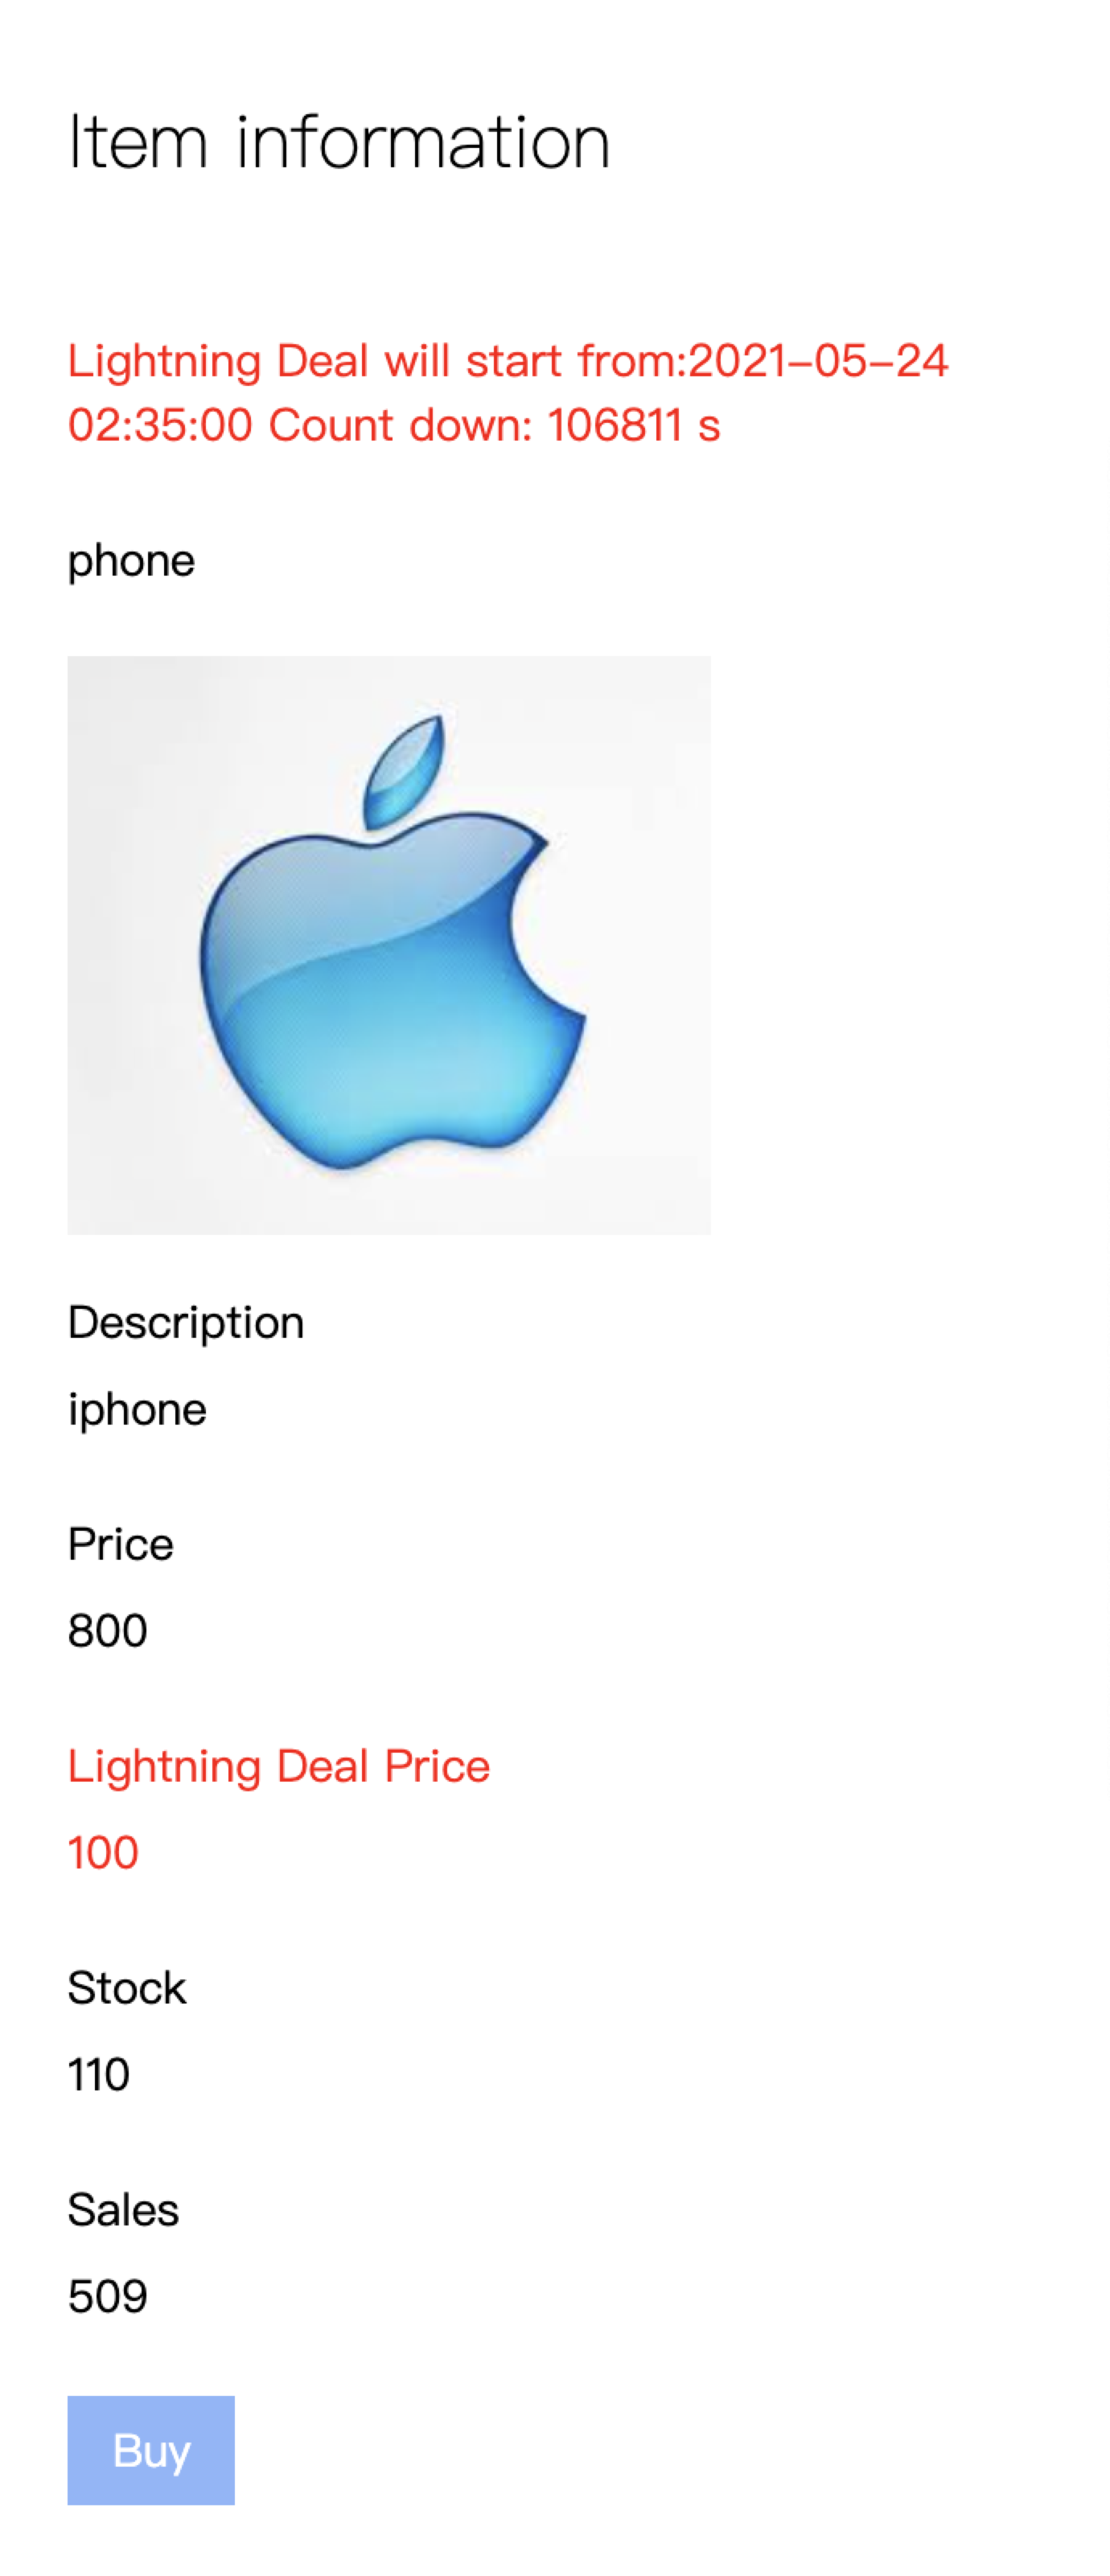 Item information
Lightning Deal will start from:2021-05-24
02:35:00 Count down: 106811 s
phone
Description
iphone
Price
800
Lightning Deal Price
100
Stock
110
Sales
509
Buy